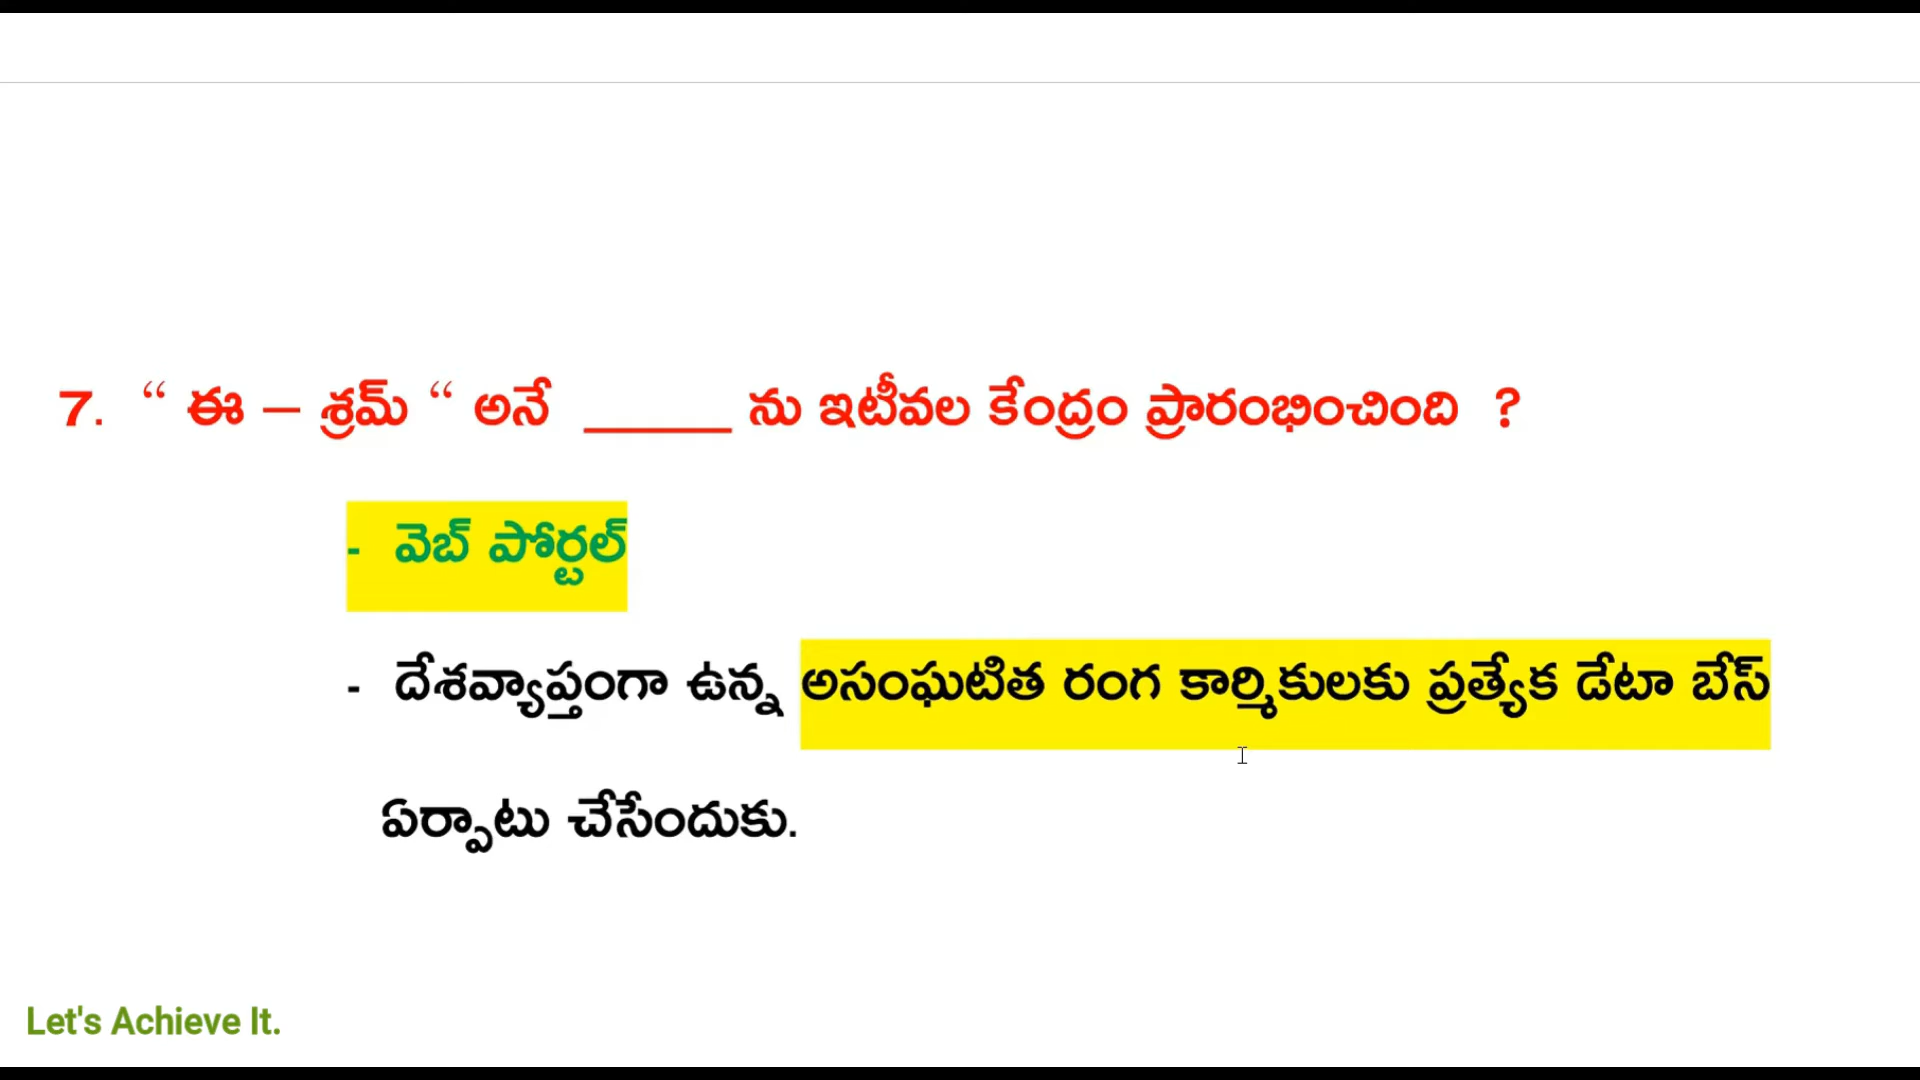 7. “ ఈ – శ్రమ్ “ అనే ______ ను ఇటీవల కేంద్రం ప్రారంభించింది ?
- వెబ్ పోర్టల్
- దేశవ్యాప్తంగా ఉన్న అసంఘటిత రంగ కార్మికులకు ప్రత్యేక డేటా బేస్
ఏర్పాటు చేసేందుకు.
Let's Achieve It.